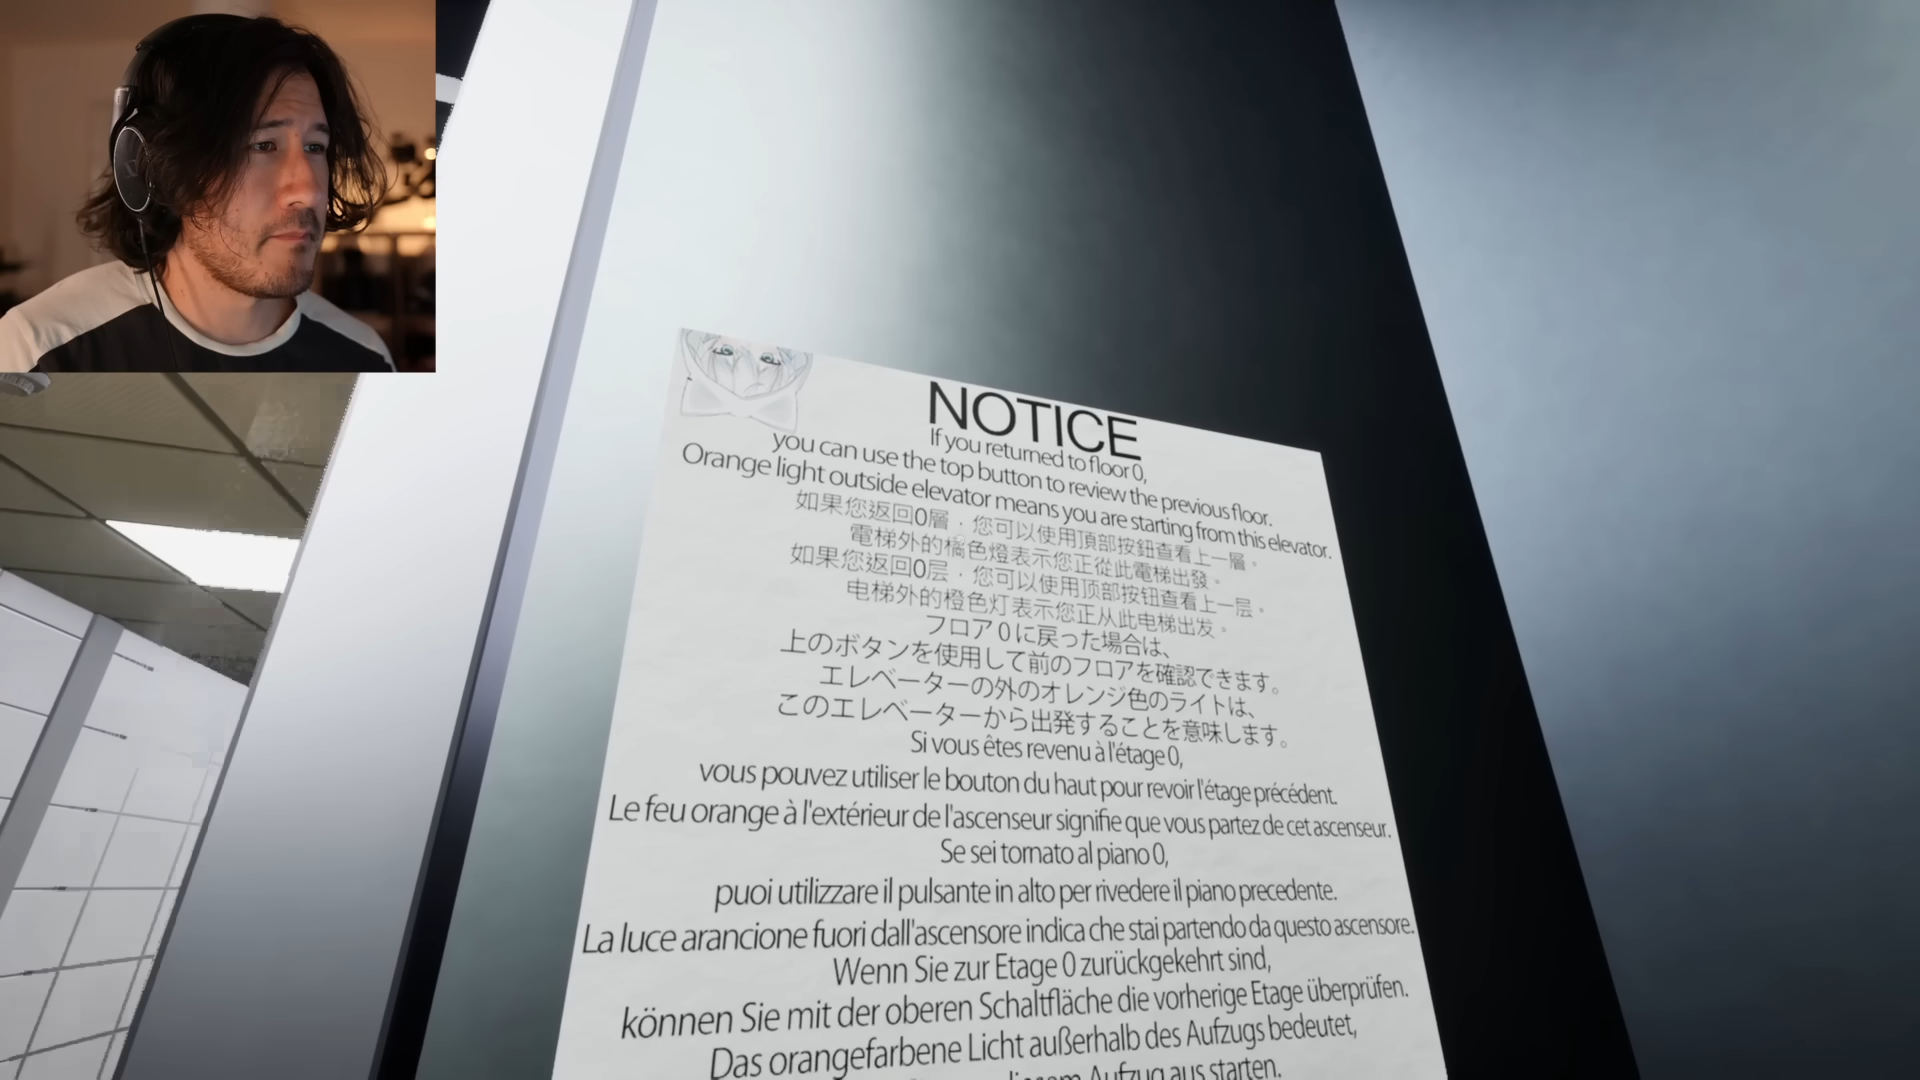 NOTICE
If you returned to floor 0,
you can use the top button to review the previous floor.
Orange light outside elevator means you are starting from this elevator.
如果您返回0層，您可以使用頂部按鈕查看上一層。
電梯外的橘色燈表示您正從此電梯出發。
如果您返回0层，您可以使用顶部按钮查看上一层。
电梯外的橙色灯表示您正从此电梯出发。
フロア0に戻った場合は、
上のボタンを使用して前のフロアを確認できます。
エレベーターの外のオレンジ色のライトは、
このエレベーターから出発することを意味します。
Si vous êtes revenu à l'étage 0,
vous pouvez utiliser le bouton du haut pour revoir l'étage précédent.
Le feu orange à l'extérieur de l'ascenseur signifie que vous partez de cet ascenseur.
Se sei tornato al piano 0,
puoi utilizzare il pulsante in alto per rivedere il piano precedente.
La luce arancione fuori dall'ascensore indica che stai partendo da questo ascensore.
Wenn Sie zur Etage 0 zurückgekehrt sind,
können Sie mit der oberen Schaltfläche die vorherige Etage überprüfen.
Das orangefarbene Licht außerhalb des Aufzugs bedeutet,
diesem Aufzug aus starten.